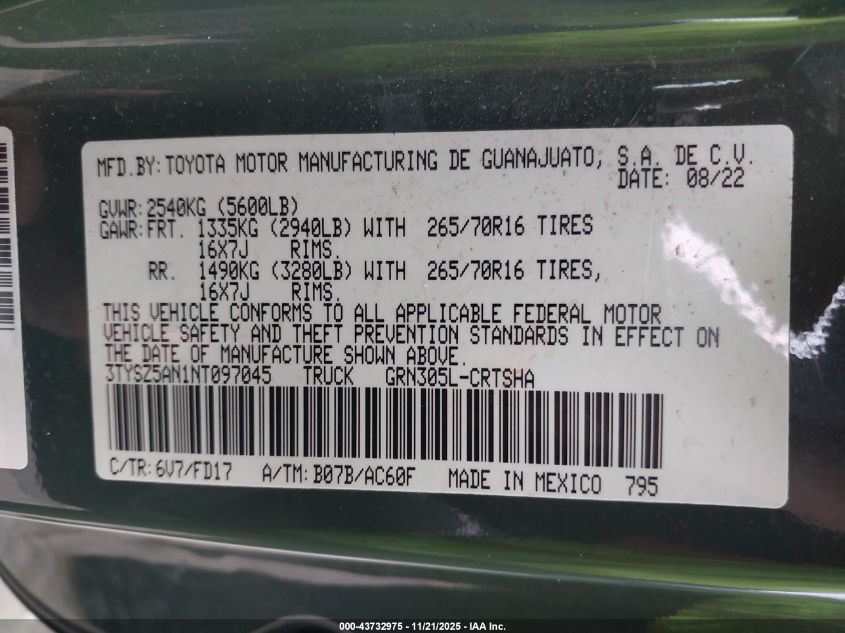 MFD.BY: TOYOTA MOTOR MANUFACTURING DE GUANAJUATO, S.A. DE C.V.
DATE: 08/22
GVWR: 2540KG (5600LB)
GAWR: FRT. 1335KG (2940LB) WITH 265/70R16 TIRES
16X7J RIMS.
RR. 1490KG (3280LB) WITH 265/70R16 TIRES,
16X7J RIMS.
THIS VEHICLE CONFORMS TO ALL APPLICABLE FEDERAL MOTOR
VEHICLE SAFETY AND THEFT PREVENTION STANDARDS IN EFFECT ON
THE DATE OF MANUFACTURE SHOWN ABOVE.
3TYSZ5AN1NT097045 TRUCK GRN305L-CRTSHA
C/TR: 6V7/FD17 A/TM: B07B/AC60F MADE IN MEXICO 795
000-43732975 - 11/21/2025 - IAA Inc.